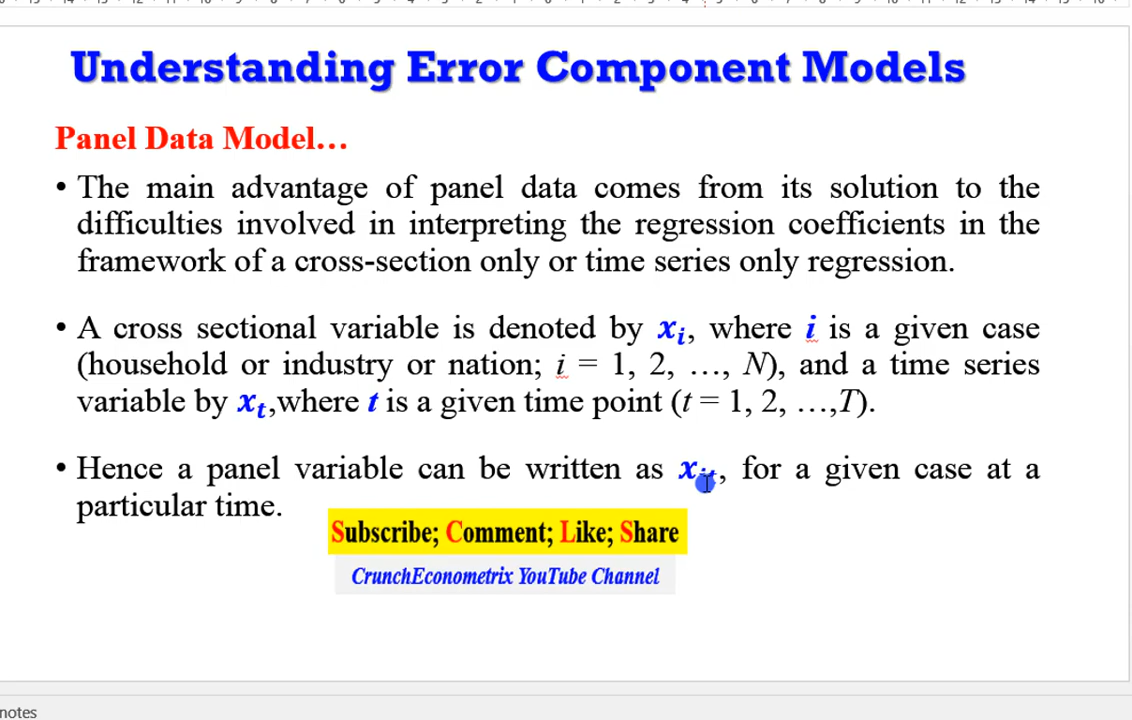 Understanding Error Component Models
Panel Data Model…
• The main advantage of panel data comes from its solution to the
difficulties involved in interpreting the regression coefficients in the
framework of a cross-section only or time series only regression.
• A cross sectional variable is denoted by xi, where i is a given case
(household or industry or nation; i = 1, 2, …, N), and a time series
variable by xt,where t is a given time point (t = 1, 2, …,T).
• Hence a panel variable can be written as xit, for a given case at a
particular time.
Subscribe; Comment; Like; Share
CrunchEconometrix YouTube Channel
notes